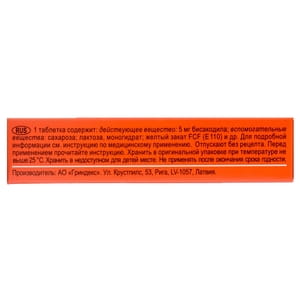 RUS
1 таблетка содержит: действующее вещество: 5 мг бисакодила; вспомогательные
вещества: сахароза; лактоза, моногидрат; желтый закат FCF (E 110) и др. Для подробной
информации см. инструкцию по медицинскому применению. Отпускают без рецепта. Перед
применением прочитайте инструкцию. Хранить в оригинальной упаковке при температуре не
выше 25 °C. Хранить в недоступном для детей месте. Не применять после окончания срока годности.
Производитель: АО «Гриндекс». Ул. Крустпилс, 53, Рига, LV-1057, Латвия.